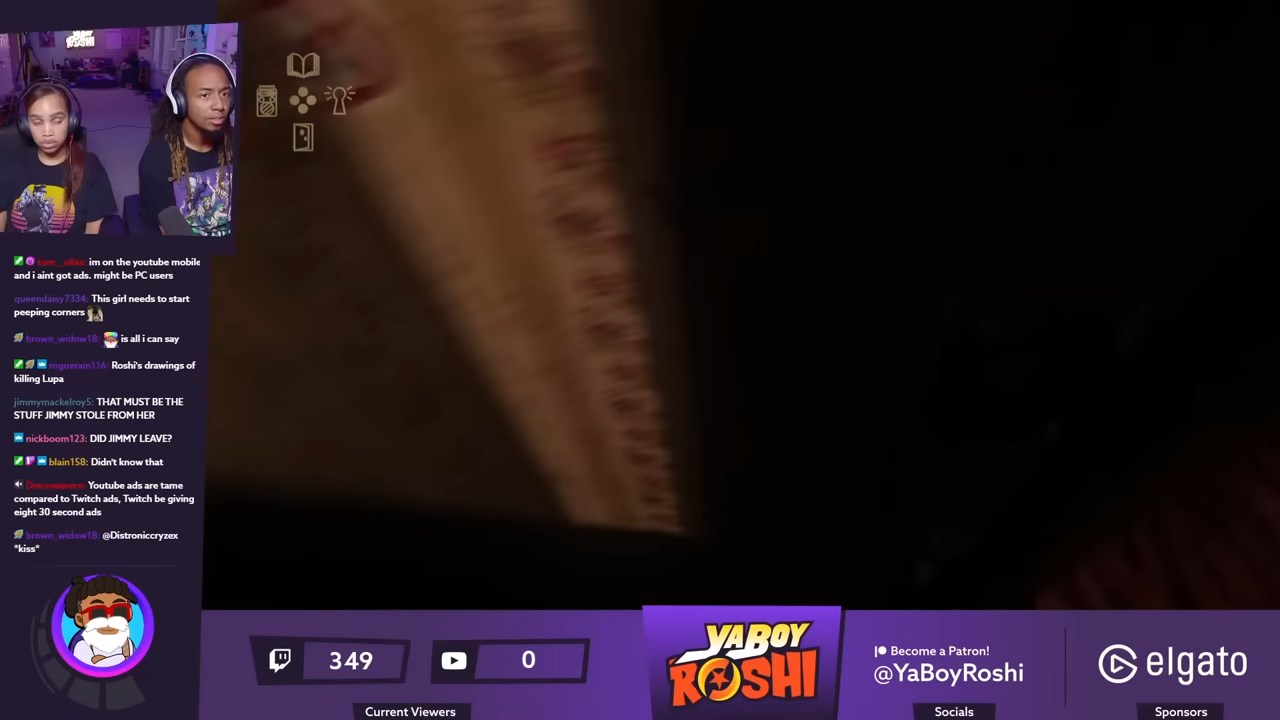 YABOY
ROSHI
tum_elise: im on the youtube mobile
and i aint got ads. might be PC users
queendaisy7334: This girl needs to start
peeping corners
brown_widow18: is all i can say
roguerain116: Roshi's drawings of
killing Lupa
jimmymackelroy5: THAT MUST BE THE
STUFF JIMMY STOLE FROM HER
nickboom123: DID JIMMY LEAVE?
blain158: Didn't know that
Youtube ads are tame
compared to Twitch ads, Twitch be giving
eight 30 second ads
brown_widow18: @Distroniccryzex
*kiss*
349
0
Current Viewers
YABOY
ROSHI
Become a Patron!
@YaBoyRoshi
Socials
elgato
Sponsors